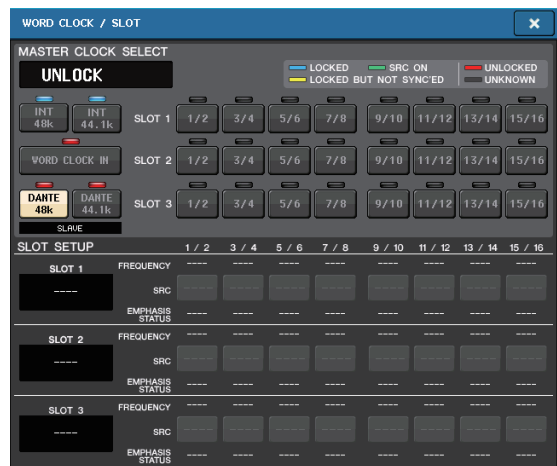 WORD CLOCK / SLOT
MASTER CLOCK SELECT
UNLOCK
LOCKED SRC ON UNLOCKED
LOCKED BUT NOT SYNC'ED UNKNOWN
INT 48k INT 44.1k SLOT 1 1/2 3/4 5/6 7/8 9/10 11/12 13/14 15/16
WORD CLOCK IN SLOT 2 1/2 3/4 5/6 7/8 9/10 11/12 13/14 15/16
DANTE 48k DANTE 44.1k SLOT 3 1/2 3/4 5/6 7/8 9/10 11/12 13/14 15/16
SLAVE
SLOT SETUP 1 / 2 3 / 4 5 / 6 7 / 8 9 / 10 11 / 12 13 / 14 15 / 16
SLOT 1 FREQUENCY ---- ---- ---- ---- ---- ---- ---- ----
---- SRC ---- ---- ---- ---- ---- ---- ---- ----
EMPHASIS STATUS ---- ---- ---- ---- ---- ---- ---- ----
SLOT 2 FREQUENCY ---- ---- ---- ---- ---- ---- ---- ----
---- SRC ---- ---- ---- ---- ---- ---- ---- ----
EMPHASIS STATUS ---- ---- ---- ---- ---- ---- ---- ----
SLOT 3 FREQUENCY ---- ---- ---- ---- ---- ---- ---- ----
---- SRC ---- ---- ---- ---- ---- ---- ---- ----
EMPHASIS STATUS ---- ---- ---- ---- ---- ---- ---- ----